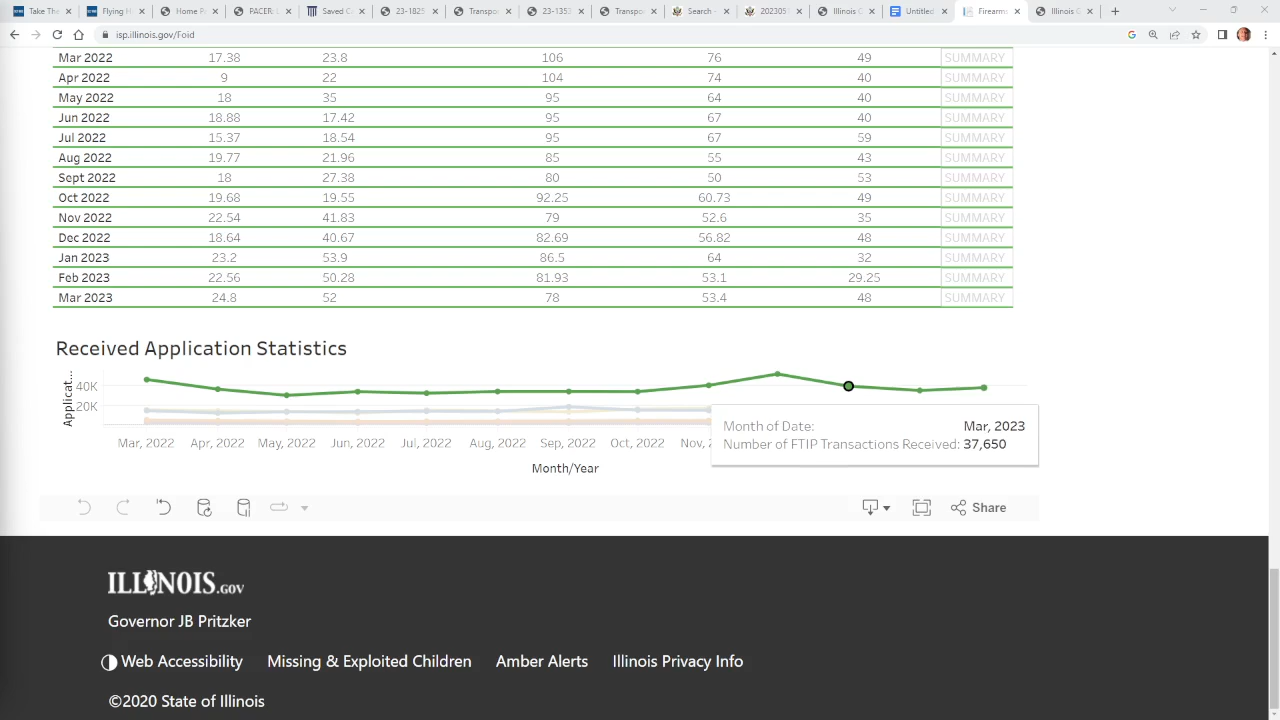 Take The
Flying H
Home P
PACER: L
Saved C
23-1825
Transpo
23-1353
Transpo
Search -
202305
Illinois C
Untitled
Firearm
Illinois C
isp.illinois.gov/Foid
Mar 2022 17.38 23.8 106 76 49 SUMMARY
Apr 2022 9 22 104 74 40 SUMMARY
May 2022 18 35 95 64 40 SUMMARY
Jun 2022 18.88 17.42 95 67 40 SUMMARY
Jul 2022 15.37 18.54 95 67 59 SUMMARY
Aug 2022 19.77 21.96 85 55 43 SUMMARY
Sept 2022 18 27.38 80 50 53 SUMMARY
Oct 2022 19.68 19.55 92.25 60.73 49 SUMMARY
Nov 2022 22.54 41.83 79 52.6 35 SUMMARY
Dec 2022 18.64 40.67 82.69 56.82 48 SUMMARY
Jan 2023 23.2 53.9 86.5 64 32 SUMMARY
Feb 2023 22.56 50.28 81.93 53.1 29.25 SUMMARY
Mar 2023 24.8 52 78 53.4 48 SUMMARY
Received Application Statistics
Applicat...
40K
20K
Mar, 2022 Apr, 2022 May, 2022 Jun, 2022 Jul, 2022 Aug, 2022 Sep, 2022 Oct, 2022 Nov, 2
Month/Year
Month of Date: Mar, 2023
Number of FTIP Transactions Received: 37,650
Share
ILLINOIS.GOV
Governor JB Pritzker
Web Accessibility Missing & Exploited Children Amber Alerts Illinois Privacy Info
©2020 State of Illinois